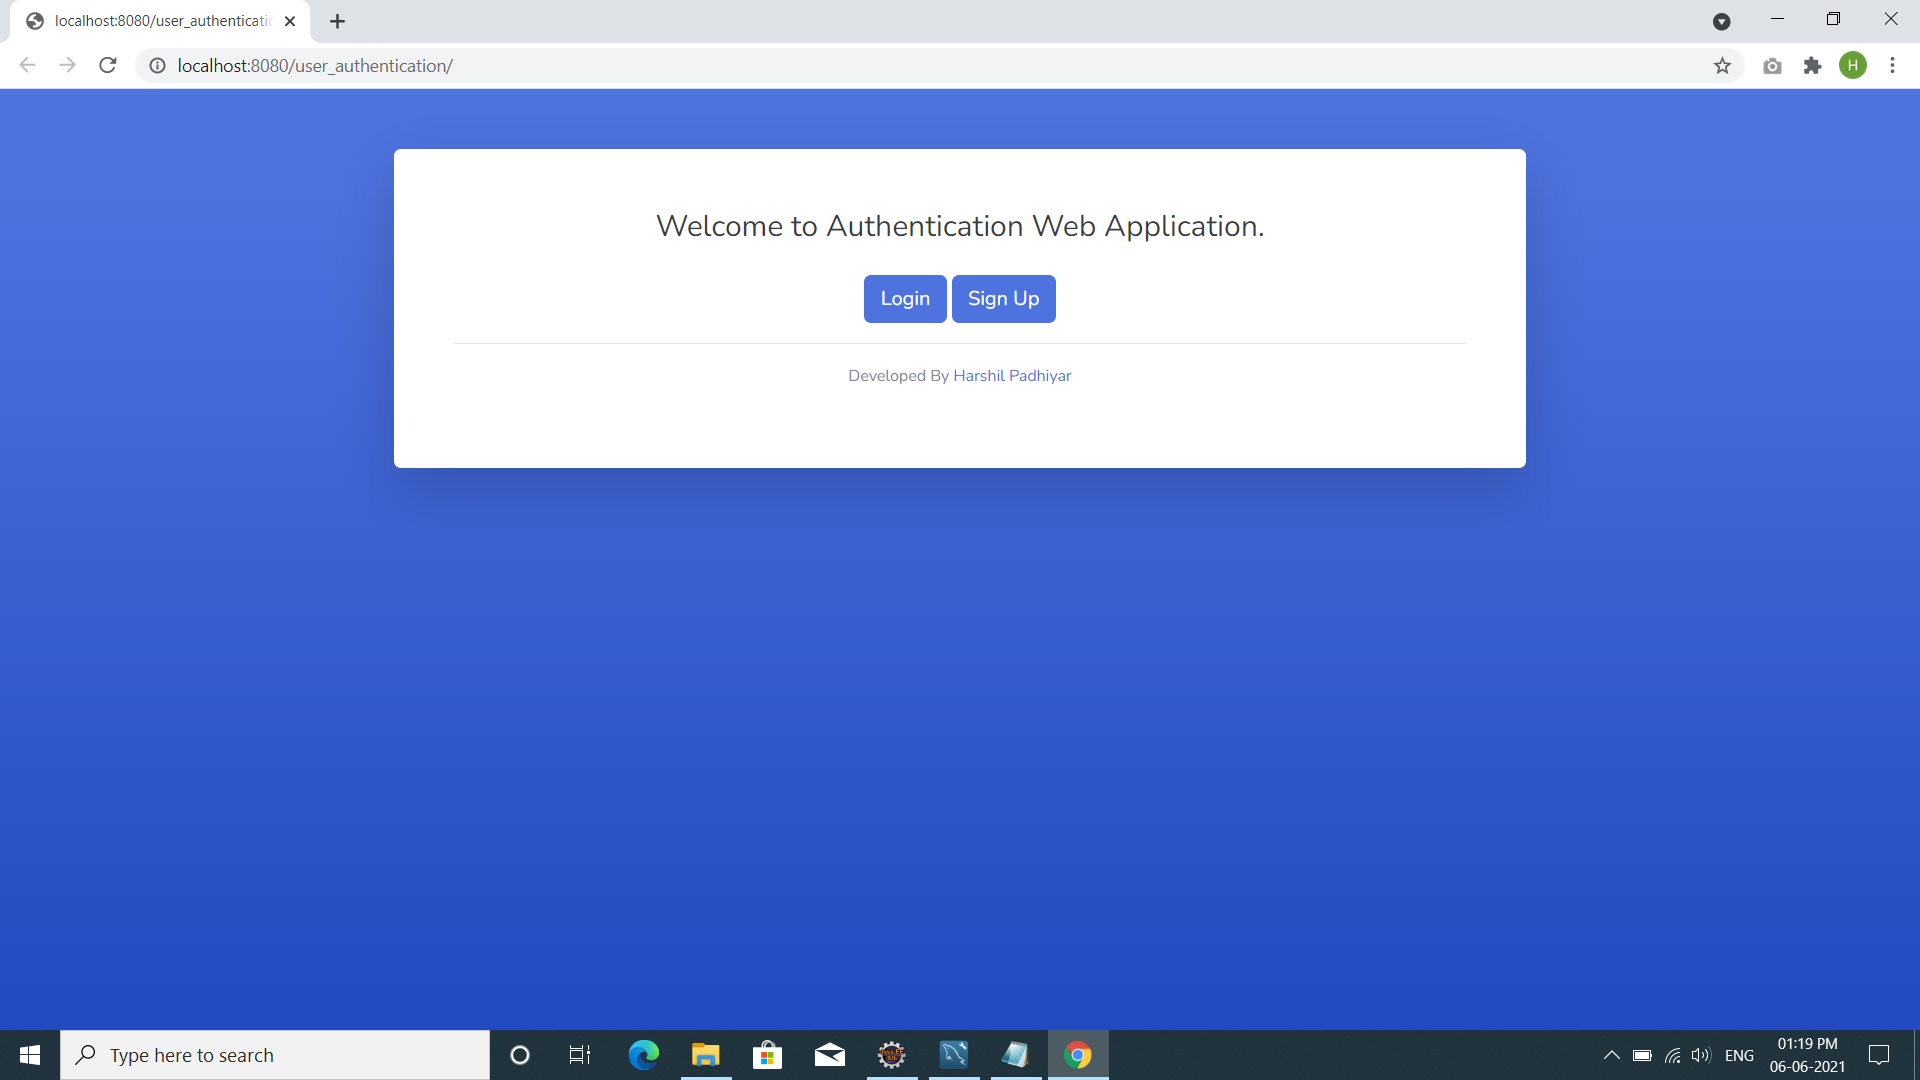 localhost:8080/user_authenticatio
localhost:8080/user_authentication/
H
Welcome to Authentication Web Application.
Login
Sign Up
Developed By Harshil Padhiyar
Type here to search
ENG
01:19 PM
06-06-2021